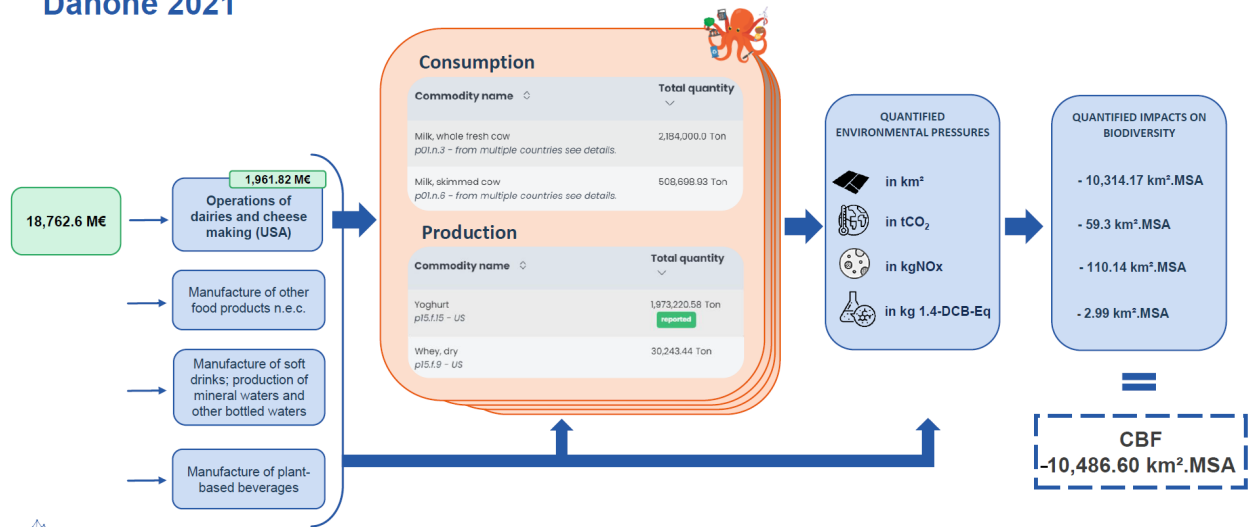 Danone 2021
Consumption
Commodity name
Total quantity
Milk, whole fresh cow
2,184,000.0 Ton
p01.n.3 - from multiple countries see details.
Milk, skimmed cow
508,698.93 Ton
p01.n.6 - from multiple countries see details.
Production
Commodity name
Total quantity
Yoghurt
1,973,220.58 Ton
p15.f.15 - US
reported
Whey, dry
30,243.44 Ton
p15.f.9 - US
18,762.6 M€
1,961.82 M€
Operations of
dairies and cheese
making (USA)
Manufacture of other
food products n.e.c.
Manufacture of soft
drinks; production of
mineral waters and
other bottled waters
Manufacture of plant-
based beverages
QUANTIFIED
ENVIRONMENTAL PRESSURES
in km²
in tCO₂
in kgNOx
in kg 1.4-DCB-Eq
QUANTIFIED IMPACTS ON
BIODIVERSITY
- 10,314.17 km².MSA
- 59.3 km².MSA
- 110.14 km².MSA
- 2.99 km².MSA
CBF
-10,486.60 km².MSA